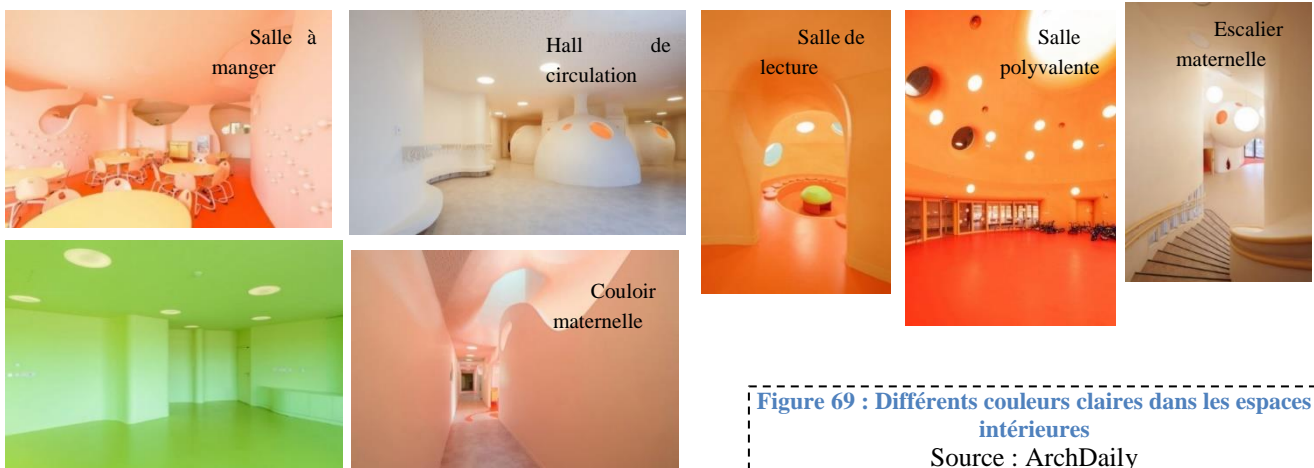 Salle à
manger
Hall de
circulation
Salle de
lecture
Salle
polyvalente
Escalier
maternelle
Couloir
maternelle
Figure 69 : Différents couleurs claires dans les espaces
intérieures
Source : ArchDaily